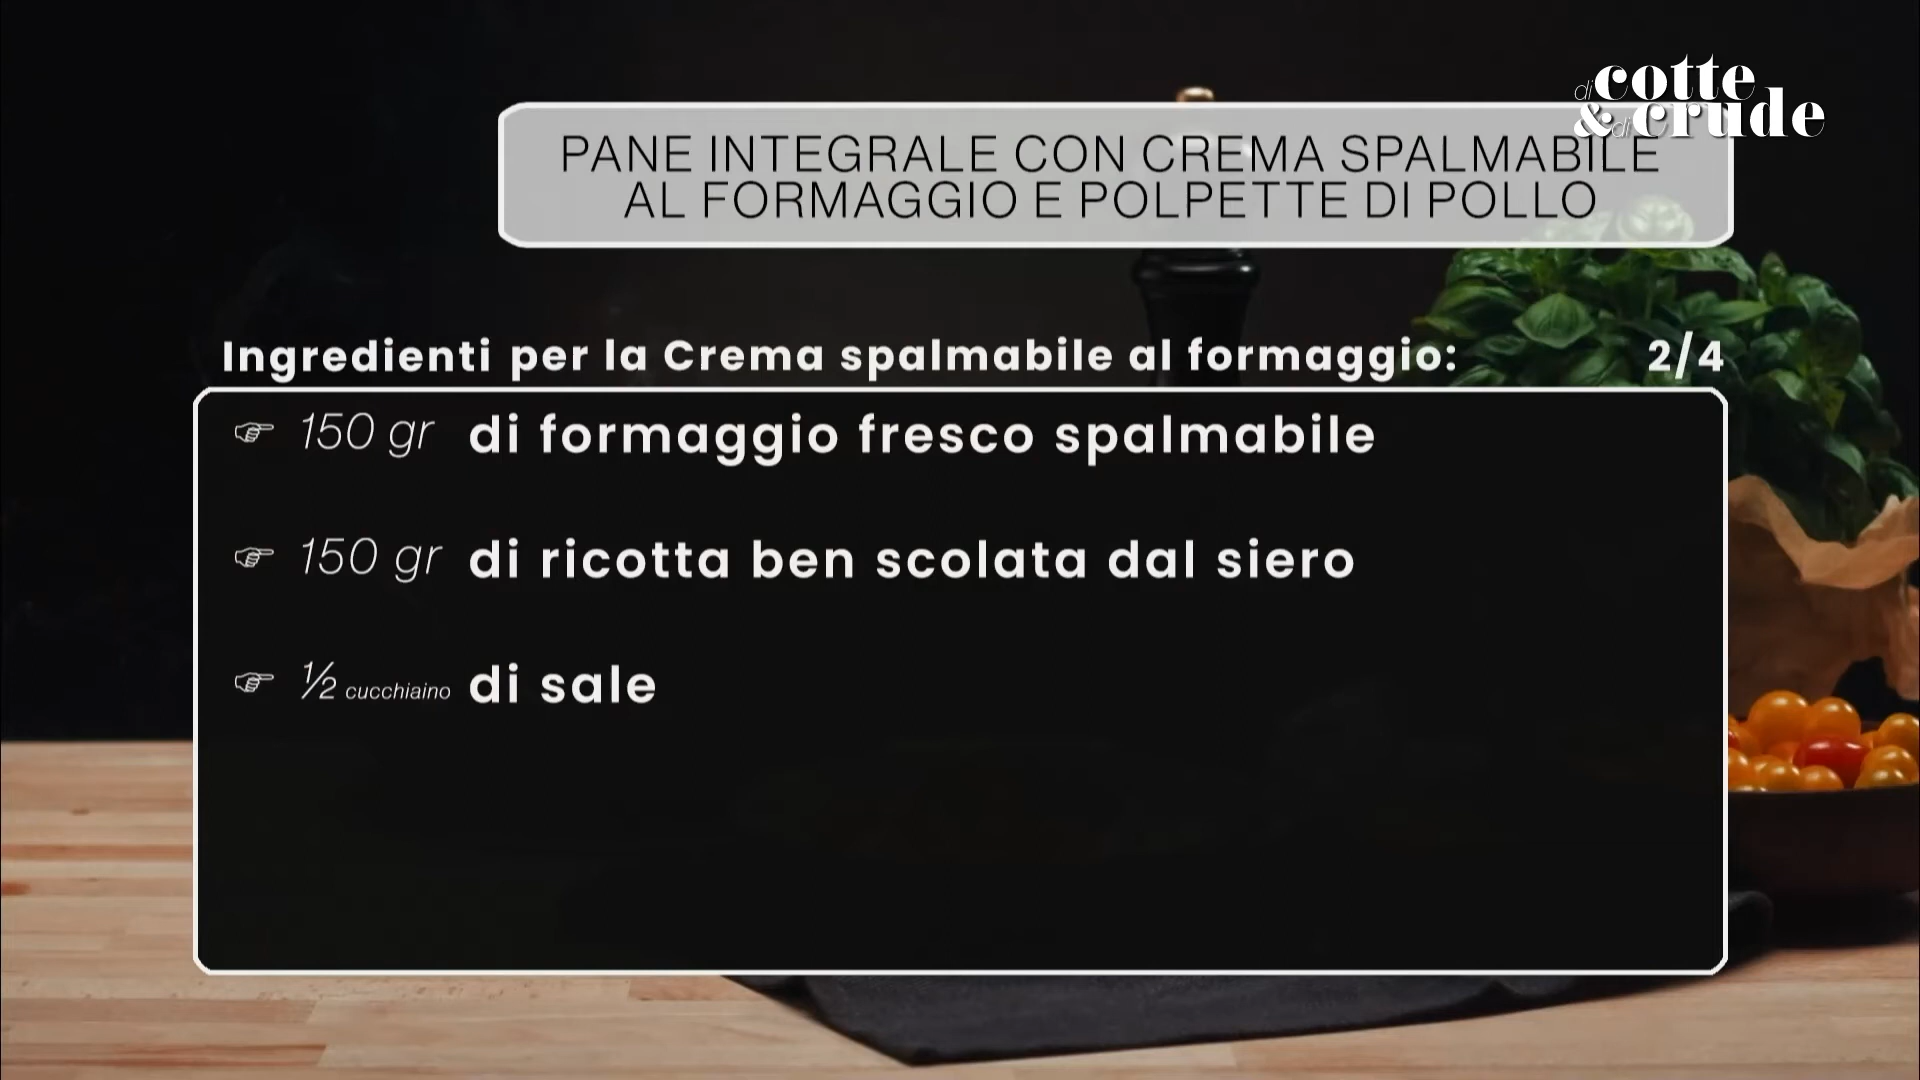 di cotte
& di crude
PANE INTEGRALE CON CREMA SPALMABILE
AL FORMAGGIO E POLPETTE DI POLLO
Ingredienti per la Crema spalmabile al formaggio: 2/4
☞ 150 gr di formaggio fresco spalmabile
☞ 150 gr di ricotta ben scolata dal siero
☞ ½ cucchiaino di sale